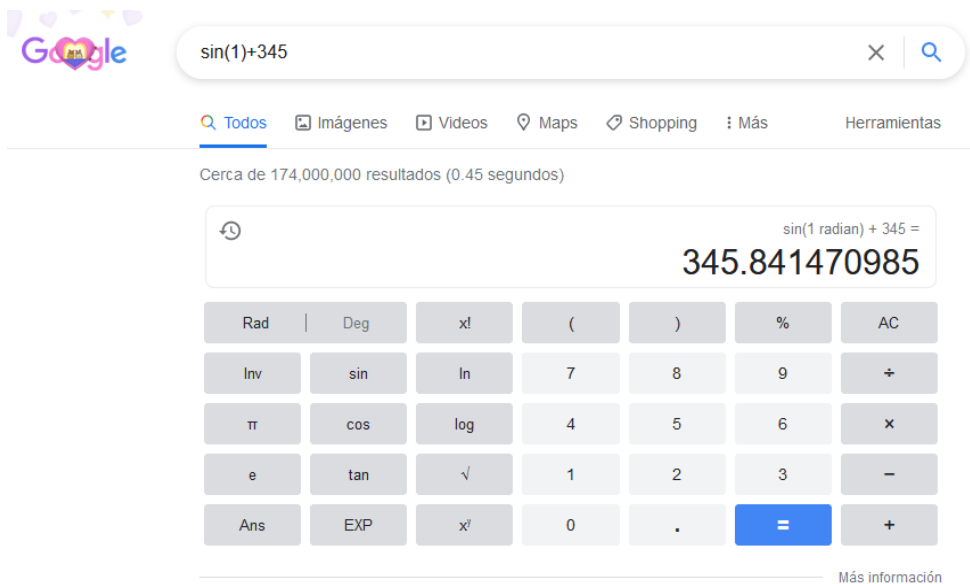 Google
sin(1)+345
Todos Imágenes Videos Maps Shopping Más Herramientas
Cerca de 174,000,000 resultados (0.45 segundos)
sin(1 radian) + 345 =
345.841470985
Rad | Deg x! ( ) % AC
Inv sin ln 7 8 9 ÷
π cos log 4 5 6 ×
e tan √ 1 2 3 −
Ans EXP xʸ 0 . = +
Más información